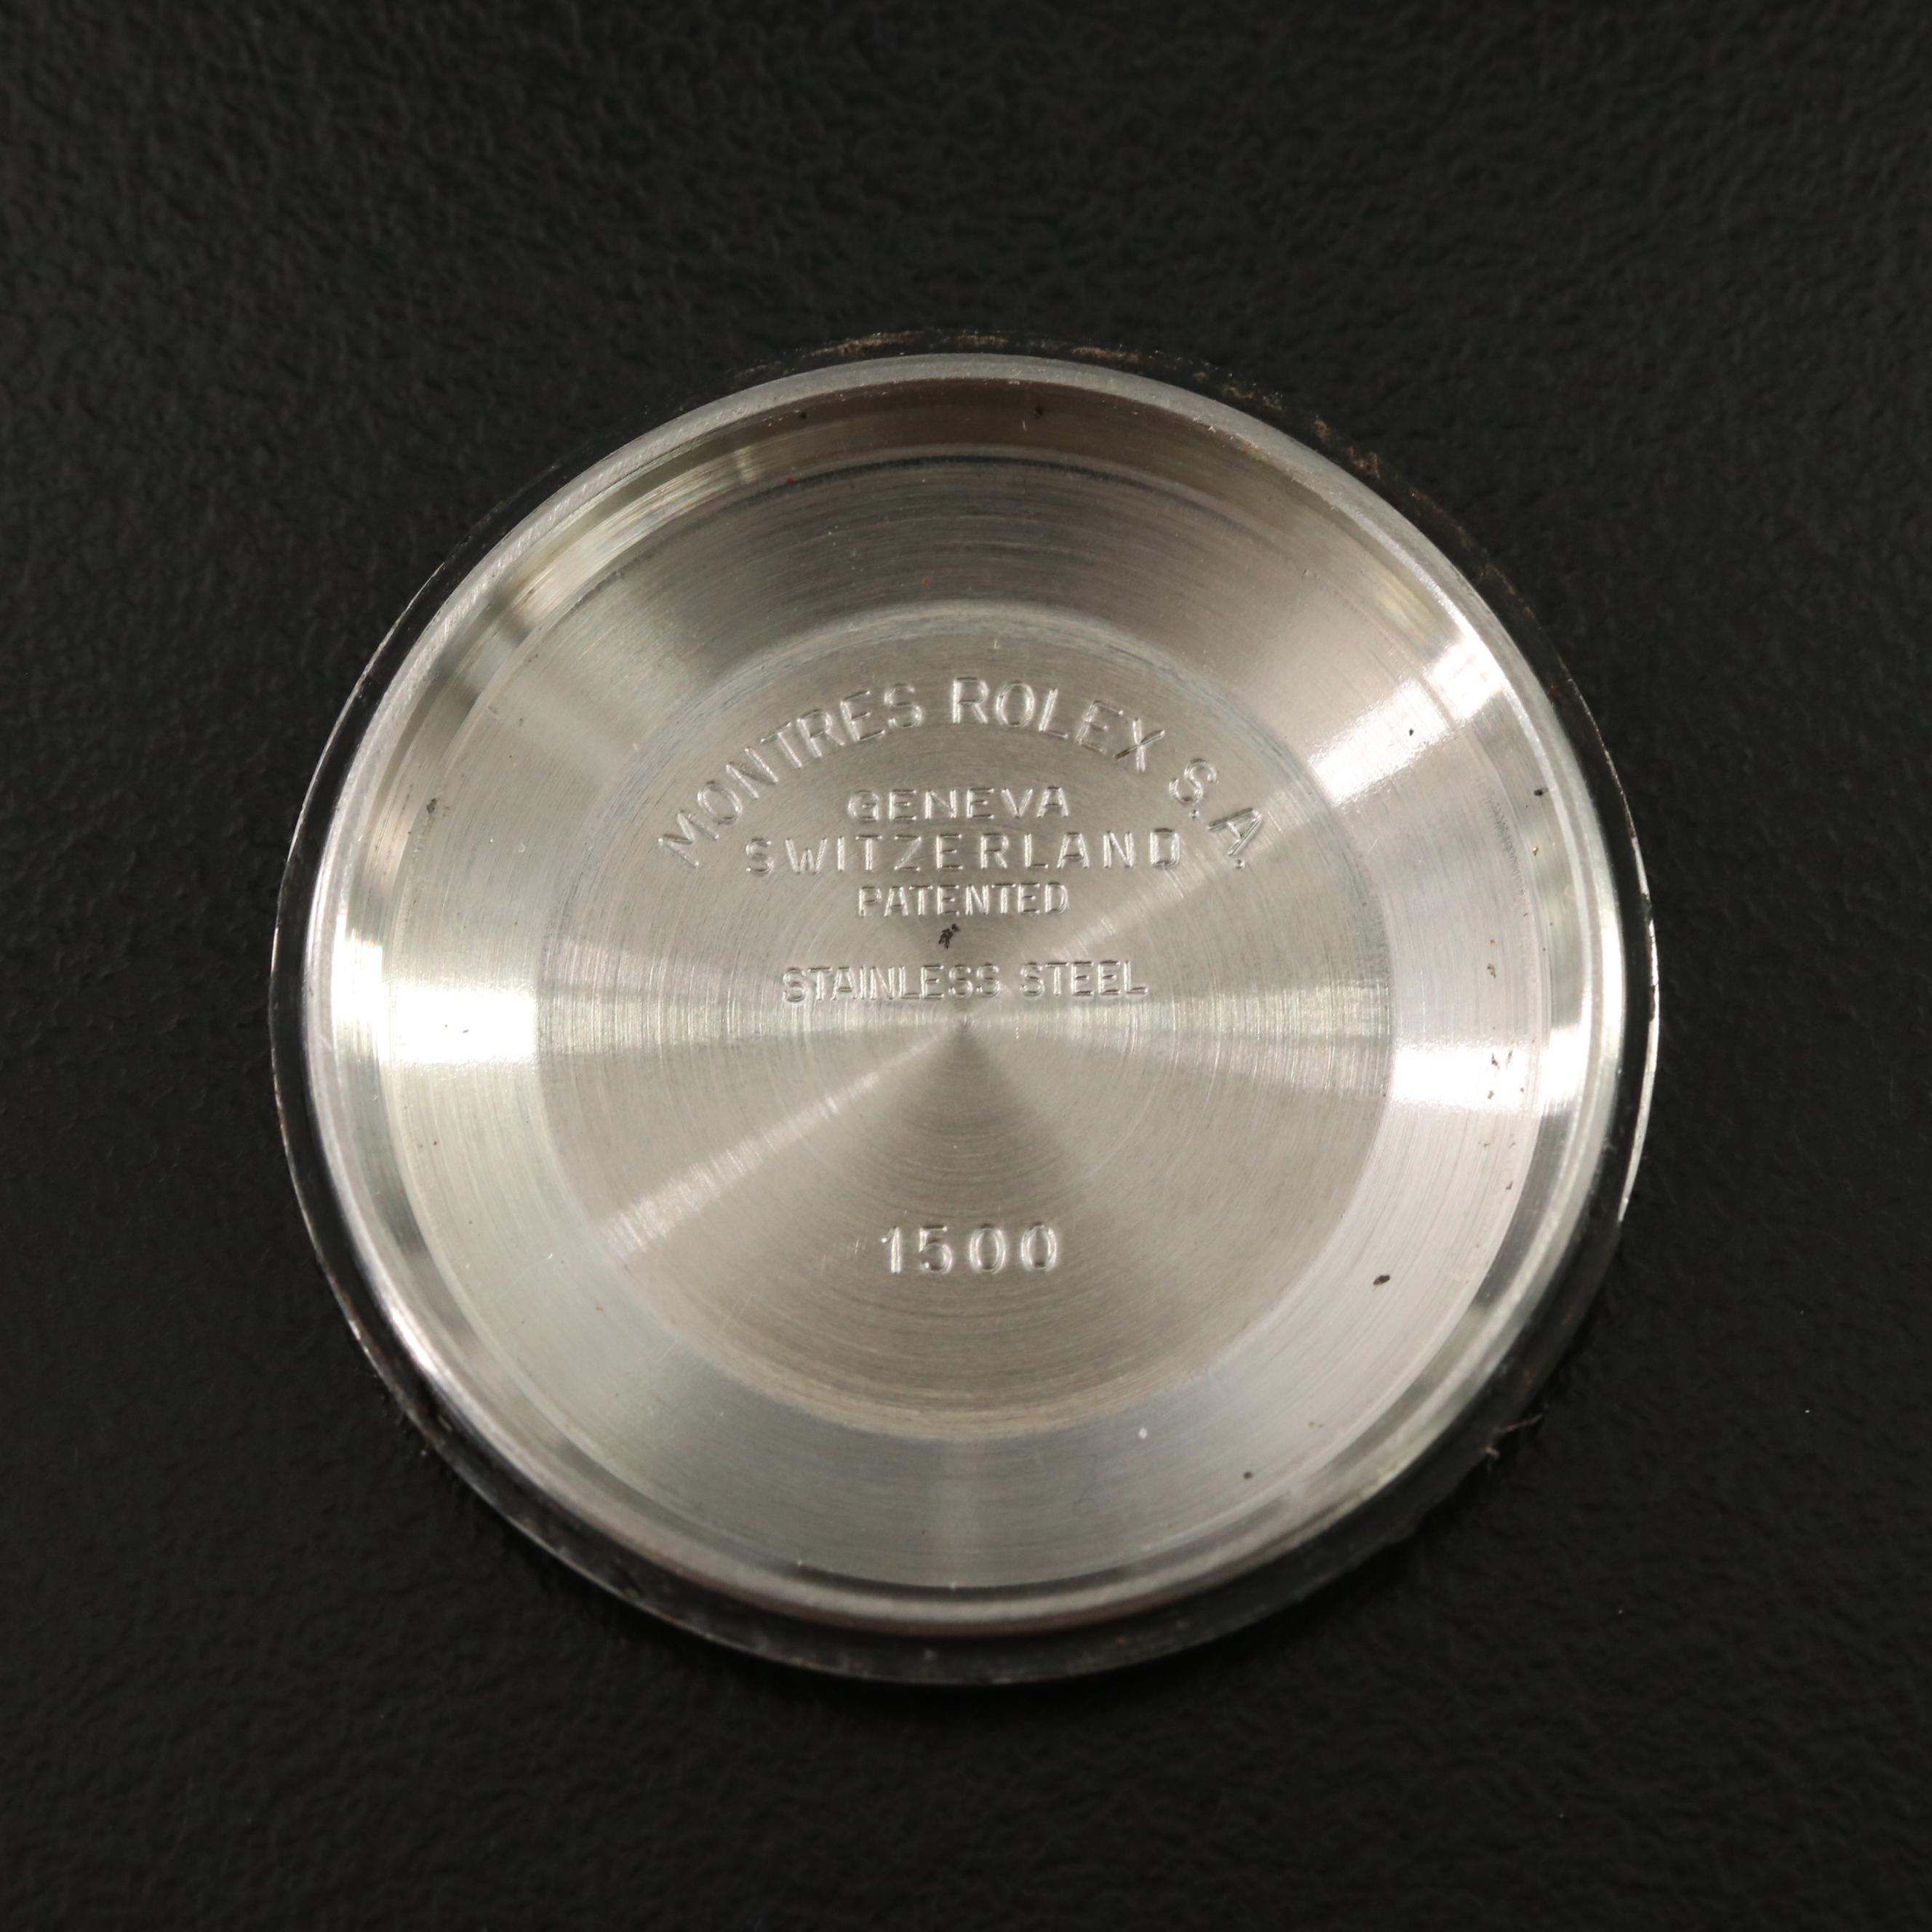 MONTRES ROLEX S.A.
GENEVA
SWITZERLAND
PATENTED
STAINLESS STEEL
1500